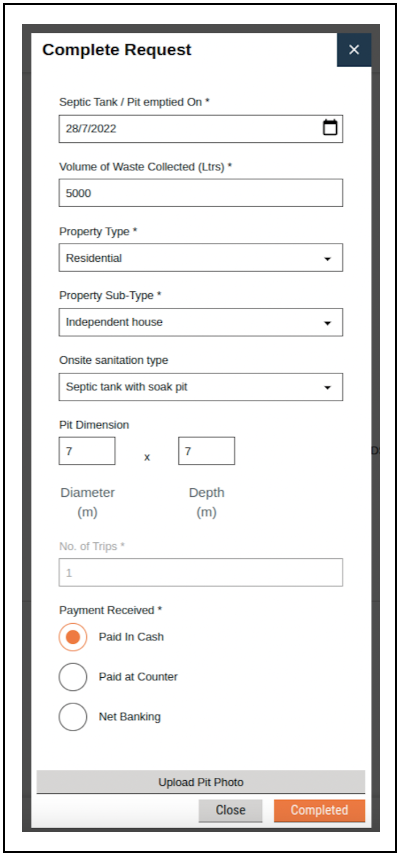 Complete Request
Septic Tank / Pit emptied On *
28/7/2022
Volume of Waste Collected (Ltrs) *
5000
Property Type *
Residential
Property Sub-Type *
Independent house
Onsite sanitation type
Septic tank with soak pit
Pit Dimension
7 x 7
Diameter Depth
(m) (m)
No. of Trips *
1
Payment Received *
Paid In Cash
Paid at Counter
Net Banking
Upload Pit Photo
Close Completed